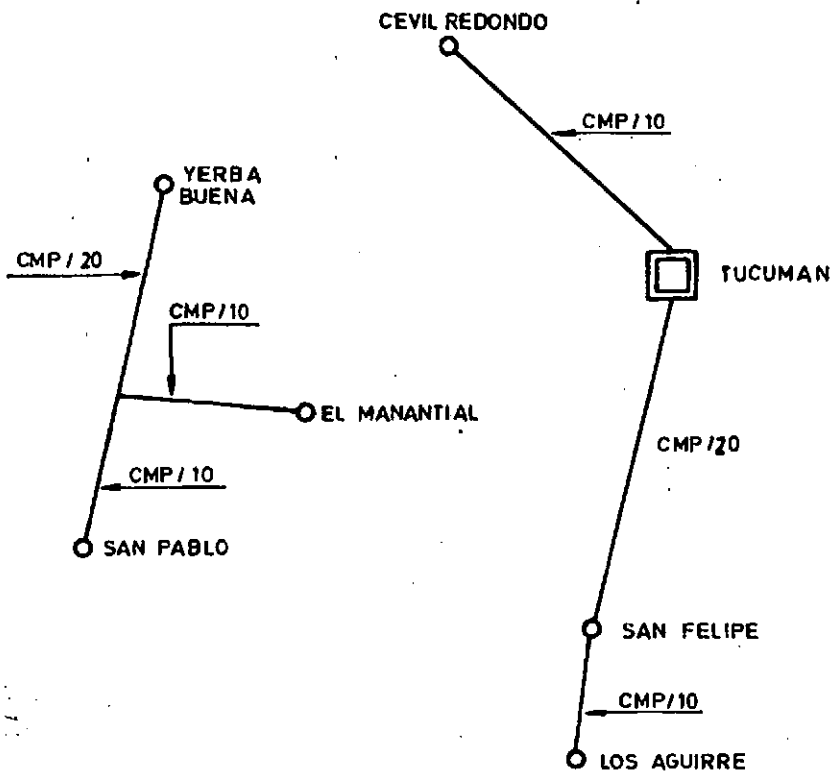 CEVIL REDONDO
CMP/10
YERBA
BUENA
CMP / 20
TUCUMAN
CMP/10
EL MANANTIAL
CMP/20
CMP / 10
SAN PABLO
SAN FELIPE
CMP/10
LOS AGUIRRE